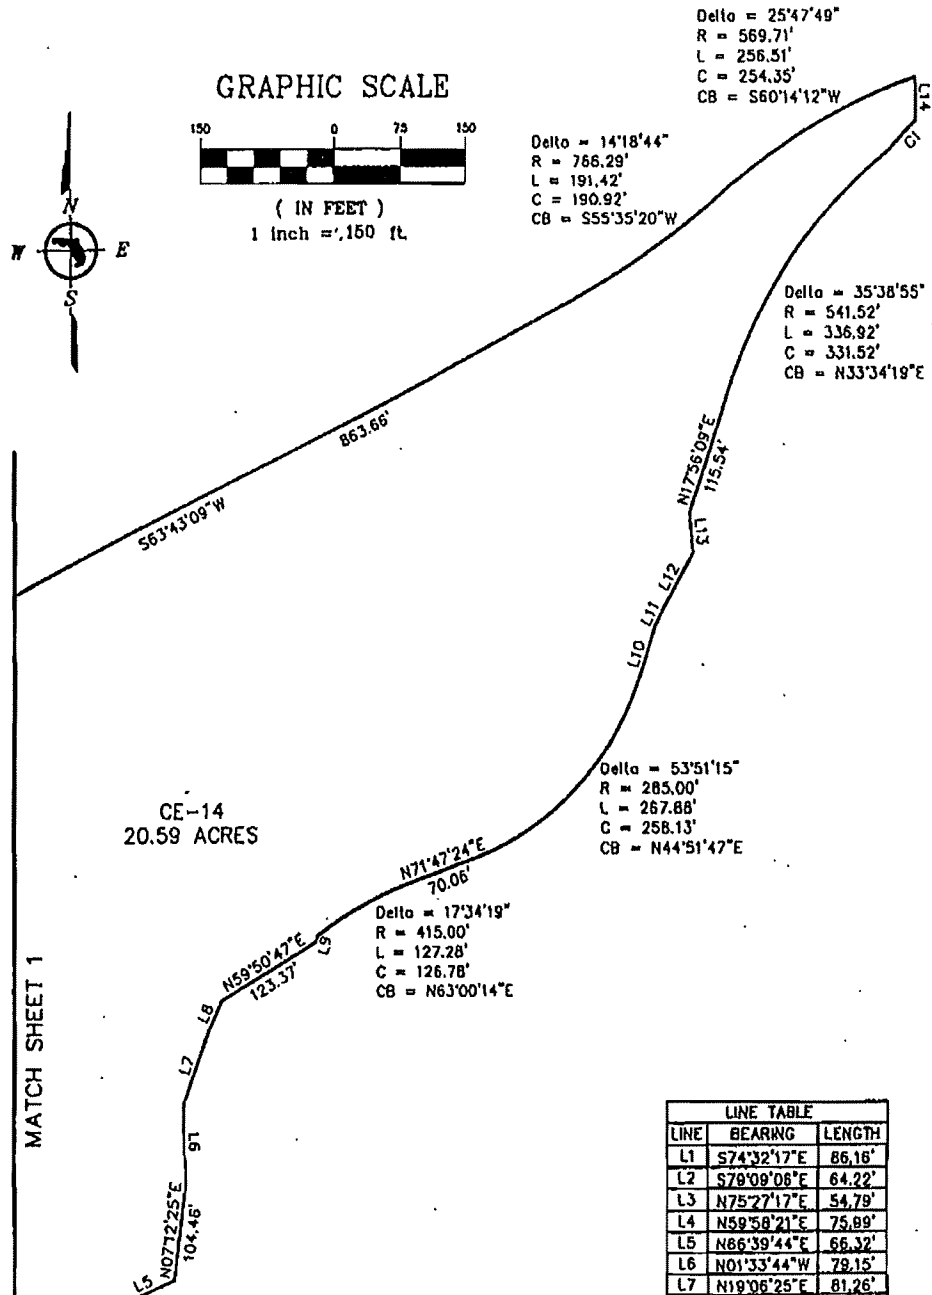 Delta = 25°47'49"
R = 569.71'
L = 256.51'
C = 254.35'
CB = S60°14'12"W
L14
C1
GRAPHIC SCALE
150 0 75 150
( IN FEET )
1 inch = 150 ft.
N
W E
S
Delta = 14°18'44"
R = 766.29'
L = 191.42'
C = 190.92'
CB = S55°35'20"W
Delta = 35°38'55"
R = 541.52'
L = 336.92'
C = 331.52'
CB = N33°34'19"E
863.66'
S63°43'09"W
N17°56'09"E
115.54'
L13
L12
L11
L10
Delta = 53°51'15"
R = 285.00'
L = 267.88'
C = 258.13'
CB = N44°51'47"E
CE-14
20.59 ACRES
N71°47'24"E
70.06'
Delta = 17°34'19"
R = 415.00'
L = 127.28'
C = 126.78'
CB = N63°00'14"E
L9
N59°50'47"E
123.37'
L8
L7
L6
N07°12'25"E
104.46'
L5
MATCH SHEET 1
LINE TABLE
LINE BEARING LENGTH
L1 S74°32'17"E 86.16'
L2 S79°09'06"E 64.22'
L3 N75°27'17"E 54.79'
L4 N59°58'21"E 75.89'
L5 N86°39'44"E 66.32'
L6 N01°33'44"W 79.15'
L7 N19°06'25"E 81.26'